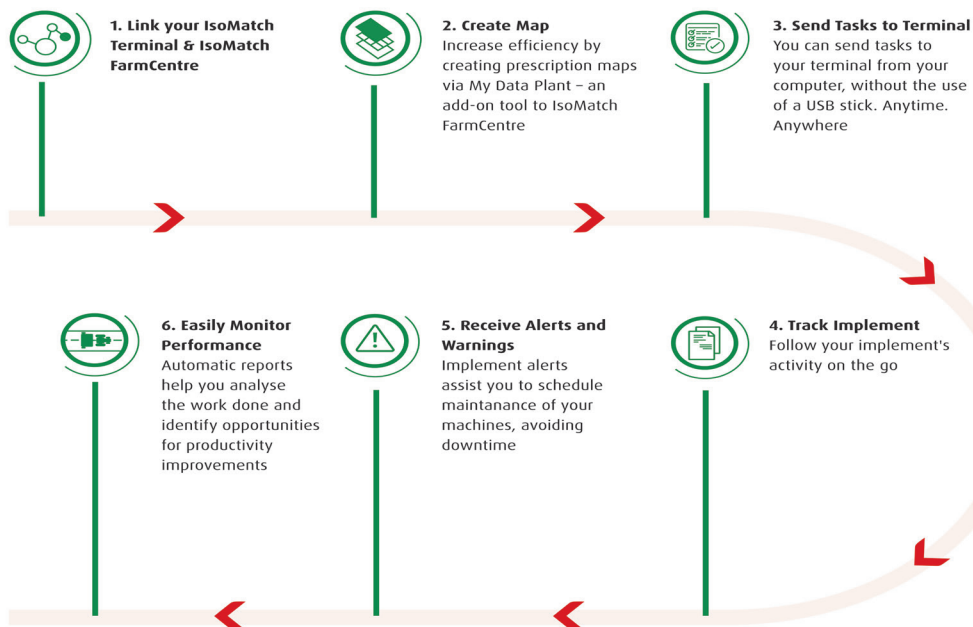 1. Link your IsoMatch
Terminal & IsoMatch
FarmCentre
2. Create Map
Increase efficiency by
creating prescription maps
via My Data Plant – an
add-on tool to IsoMatch
FarmCentre
3. Send Tasks to Terminal
You can send tasks to
your terminal from your
computer, without the use
of a USB stick. Anytime.
Anywhere
4. Track Implement
Follow your implement's
activity on the go
5. Receive Alerts and
Warnings
Implement alerts
assist you to schedule
maintanance of your
machines, avoiding
downtime
6. Easily Monitor
Performance
Automatic reports
help you analyse
the work done and
identify opportunities
for productivity
improvements